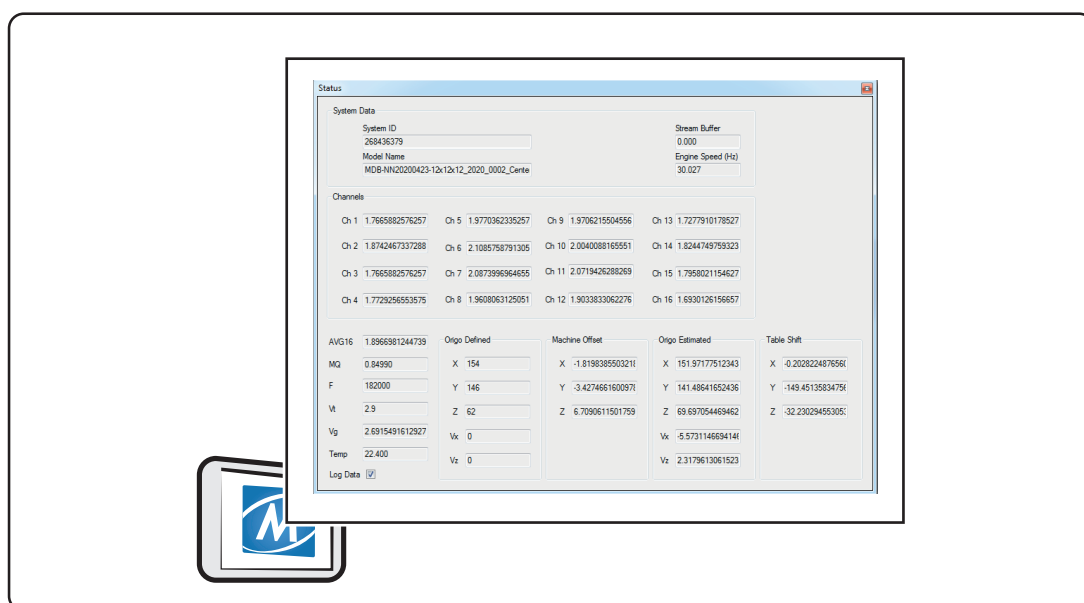 Status
System Data
System ID
268436379
Model Name
MDB-NN20200423-12x12x12_2020_0002_Cente
Stream Buffer
0.000
Engine Speed (Hz)
30.027
Channels
Ch 1 1.7665882576257 Ch 5 1.9770362335257 Ch 9 1.9706215504556 Ch 13 1.7277910178527
Ch 2 1.8742467337288 Ch 6 2.1085758791305 Ch 10 2.0040088165551 Ch 14 1.8244749759323
Ch 3 1.7665882576257 Ch 7 2.0873996964655 Ch 11 2.0719426288269 Ch 15 1.7958021154627
Ch 4 1.7729256553575 Ch 8 1.9608063125051 Ch 12 1.9033833062276 Ch 16 1.6930126156657
AVG16 1.8966981244739
MQ 0.84990
F 182000
Vt 2.9
Vg 2.6915491612927
Temp 22.400
Log Data
Origo Defined
X 154
Y 146
Z 62
Vx 0
Vz 0
Machine Offset
X -1.819838550321
Y -3.427466160097
Z 6.7090611501759
Origo Estimated
X 151.97177512343
Y 141.48641652436
Z 69.697054469462
Vx -5.57311466941
Vz 2.3179613061523
Table Shift
X -0.20282248765
Y -149.4513583475
Z -32.23029455305
M